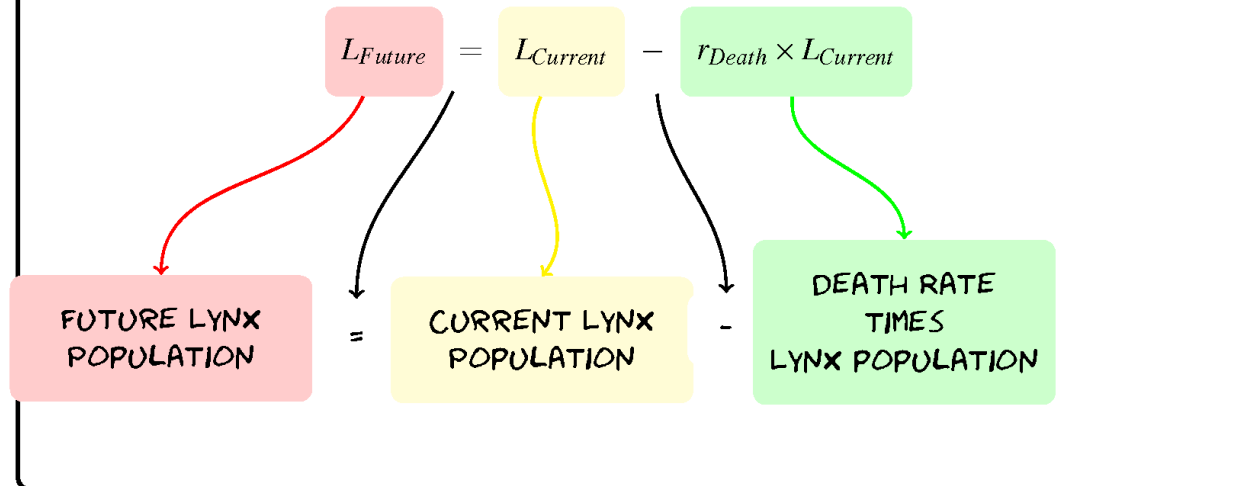 L_Future = L_Current − r_Death × L_Current
FUTURE LYNX
POPULATION
=
CURRENT LYNX
POPULATION
-
DEATH RATE
TIMES
LYNX POPULATION